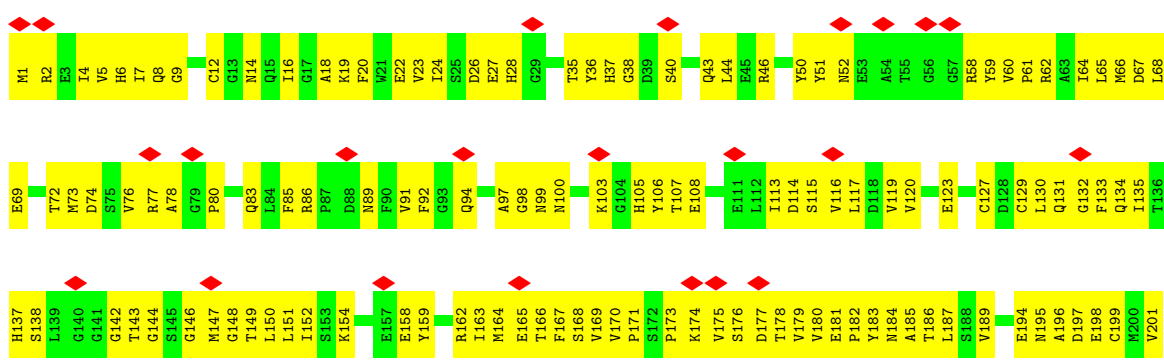 M1 R2 E3 I4 V5 H6 I7 Q8 G9 C12 G13 N14 Q15 I16 G17 A18 K19 F20 W21 E22 V23 I24 S25 D26 E27 H28 G29 T35 Y36 H37 G38 D39 S40 Q43 L44 E45 R46 Y50 Y51 N52 E53 A54 T55 G56 G57 R58 Y59 V60 P61 R62 A63 I64 L65 M66 D67 L68
E69 T72 M73 D74 S75 V76 R77 A78 G79 P80 Q83 L84 F85 R86 P87 D88 N89 F90 V91 F92 G93 Q94 A97 G98 N99 N100 K103 G104 H105 Y106 T107 E108 E111 L112 I113 D114 S115 V116 L117 D118 V119 V120 E123 C127 D128 C129 L130 Q131 G132 F133 Q134 I135 T136
H137 S138 L139 G140 G141 G142 T143 G144 S145 G146 M147 G148 T149 L150 L151 I152 S153 K154 E157 E158 Y159 R162 I163 M164 E165 T166 F167 S168 V169 V170 P171 S172 P173 K174 V175 S176 D177 T178 V179 V180 E181 P182 Y183 N184 A185 T186 L187 S188 V189 E194 N195 A196 D197 E198 C199 M200 V201